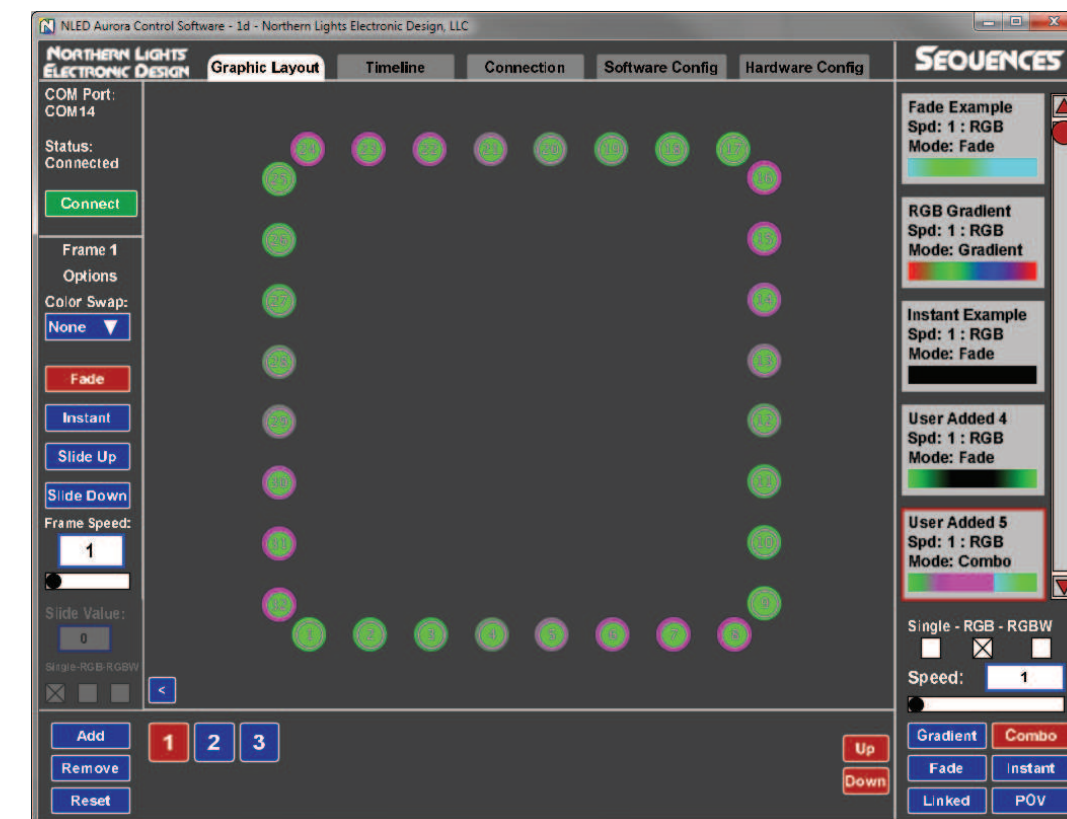 NLED Aurora Control Software - 1d - Northern Lights Electronic Design, LLC
NORTHERN LIGHTS
ELECTRONIC DESIGN
Graphic Layout
Timeline
Connection
Software Config
Hardware Config
SEQUENCES
COM Port:
COM14
Status:
Connected
Connect
Frame 1
Options
Color Swap:
None
Fade
Instant
Slide Up
Slide Down
Frame Speed:
1
Slide Value:
0
Single-RGB-RGBW
<
Add
Remove
Reset
1 2 3
Up
Down
Fade Example
Spd: 1 : RGB
Mode: Fade
RGB Gradient
Spd: 1 : RGB
Mode: Gradient
Instant Example
Spd: 1 : RGB
Mode: Fade
User Added 4
Spd: 1 : RGB
Mode: Fade
User Added 5
Spd: 1 : RGB
Mode: Combo
Single - RGB - RGBW
Speed: 1
Gradient Combo
Fade Instant
Linked POV